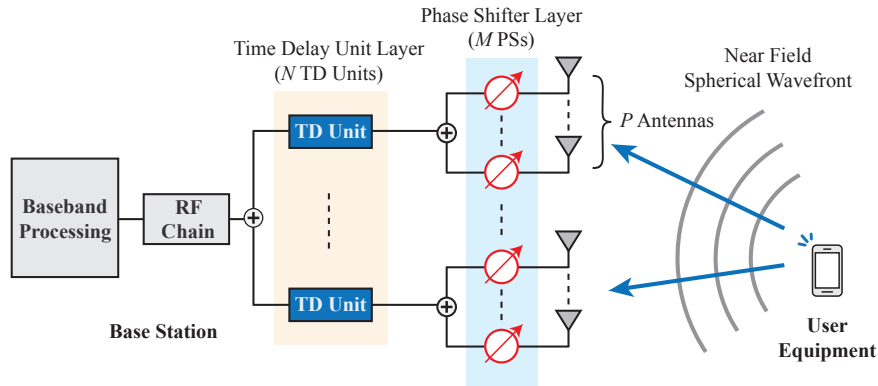 Phase Shifter Layer
(M PSs)
Time Delay Unit Layer
(N TD Units)
Near Field
Spherical Wavefront
TD Unit
P Antennas
Baseband
Processing
RF
Chain
TD Unit
Base Station
User
Equipment